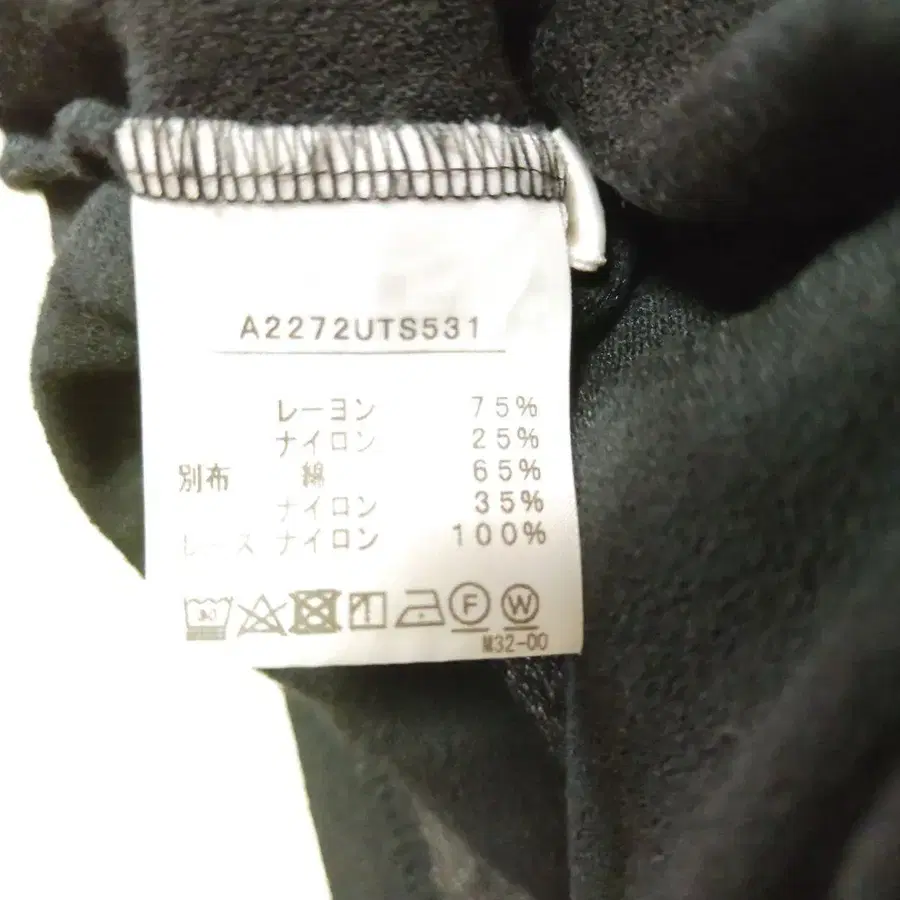 A2272UTS531
レーヨン 75%
ナイロン 25%
別布 綿 65%
ナイロン 35%
レース ナイロン 100%
F W
M32-00